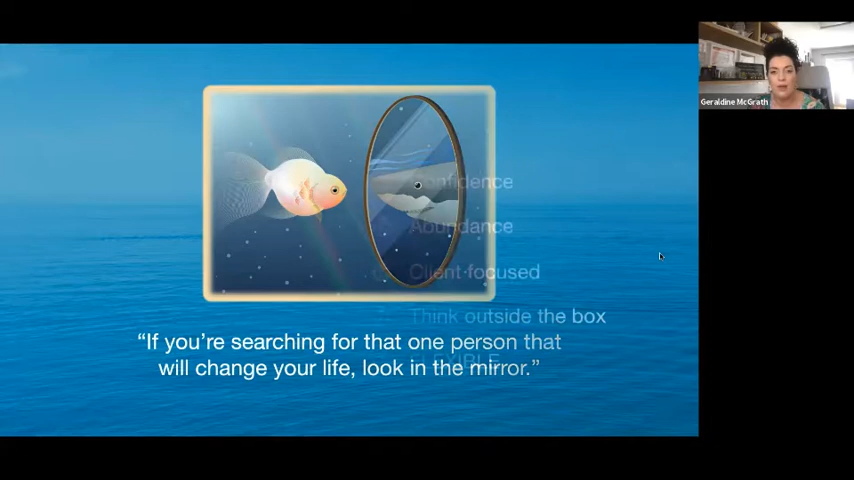 Geraldine McGrath
Confidence
Abundance
Client focused
Think outside the box
"If you're searching for that one person that
FLEXIBLE
will change your life, look in the mirror."